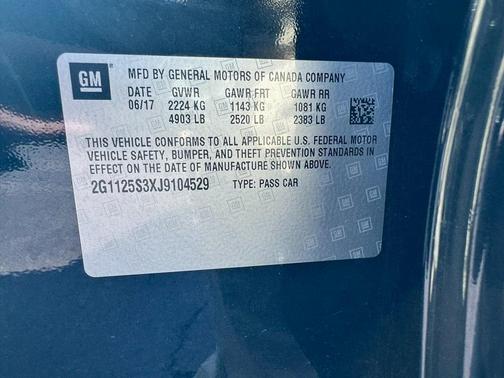 GM
MFD BY GENERAL MOTORS OF CANADA COMPANY
DATE GVWR GAWR FRT GAWR RR
06/17 2224 KG 1143 KG 1081 KG
4903 LB 2520 LB 2383 LB
THIS VEHICLE CONFORMS TO ALL APPLICABLE U.S. FEDERAL MOTOR
VEHICLE SAFETY, BUMPER, AND THEFT PREVENTION STANDARDS IN
EFFECT ON THE DATE OF MANUFACTURE SHOWN ABOVE.
2G1125S3XJ9104529 TYPE: PASS CAR